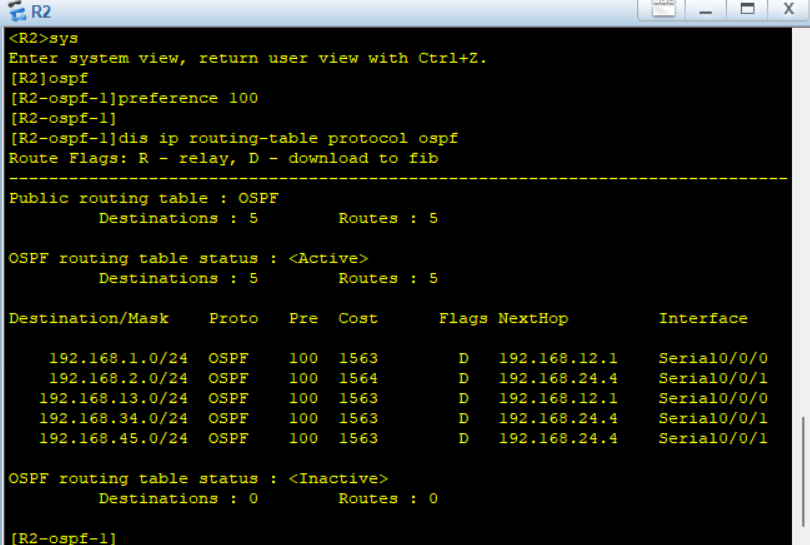 R2
<R2>sys
Enter system view, return user view with Ctrl+Z.
[R2]ospf
[R2-ospf-1]preference 100
[R2-ospf-1]
[R2-ospf-1]dis ip routing-table protocol ospf
Route Flags: R - relay, D - download to fib
------------------------------------------------------------------------------
Public routing table : OSPF
         Destinations : 5        Routes : 5

OSPF routing table status : <Active>
         Destinations : 5        Routes : 5

Destination/Mask    Proto   Pre  Cost      Flags NextHop         Interface

    192.168.1.0/24  OSPF    100  1563        D   192.168.12.1    Serial0/0/0
    192.168.2.0/24  OSPF    100  1564        D   192.168.24.4    Serial0/0/1
   192.168.13.0/24  OSPF    100  1563        D   192.168.12.1    Serial0/0/0
   192.168.34.0/24  OSPF    100  1563        D   192.168.24.4    Serial0/0/1
   192.168.45.0/24  OSPF    100  1563        D   192.168.24.4    Serial0/0/1

OSPF routing table status : <Inactive>
         Destinations : 0        Routes : 0

[R2-ospf-1]